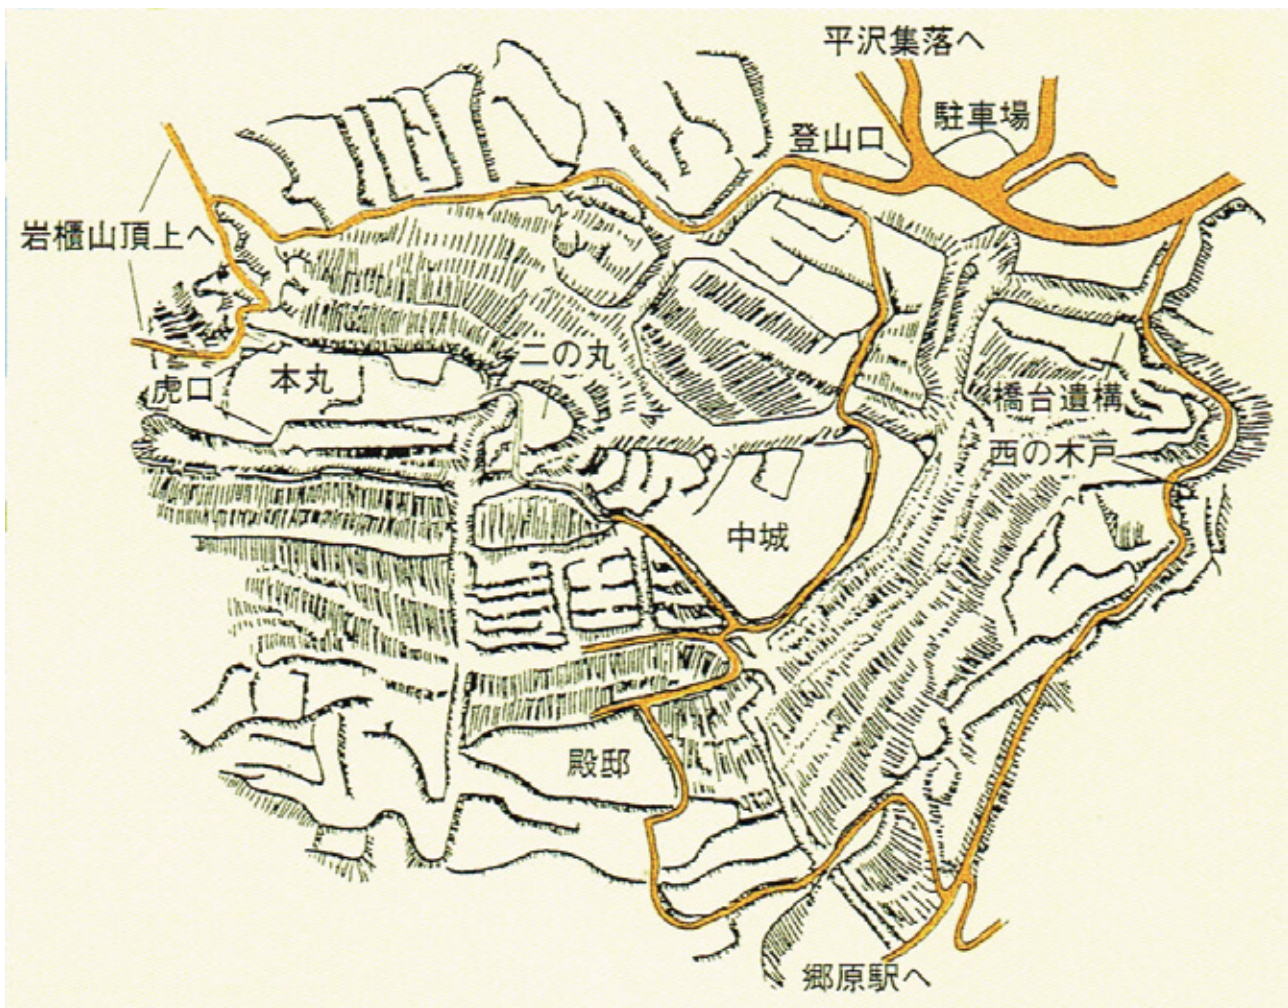 平沢集落へ
駐車場
登山口
岩櫃山頂上へ
二の丸
本丸
虎口
橋台遺構
西の木戸
中城
殿邸
郷原駅へ